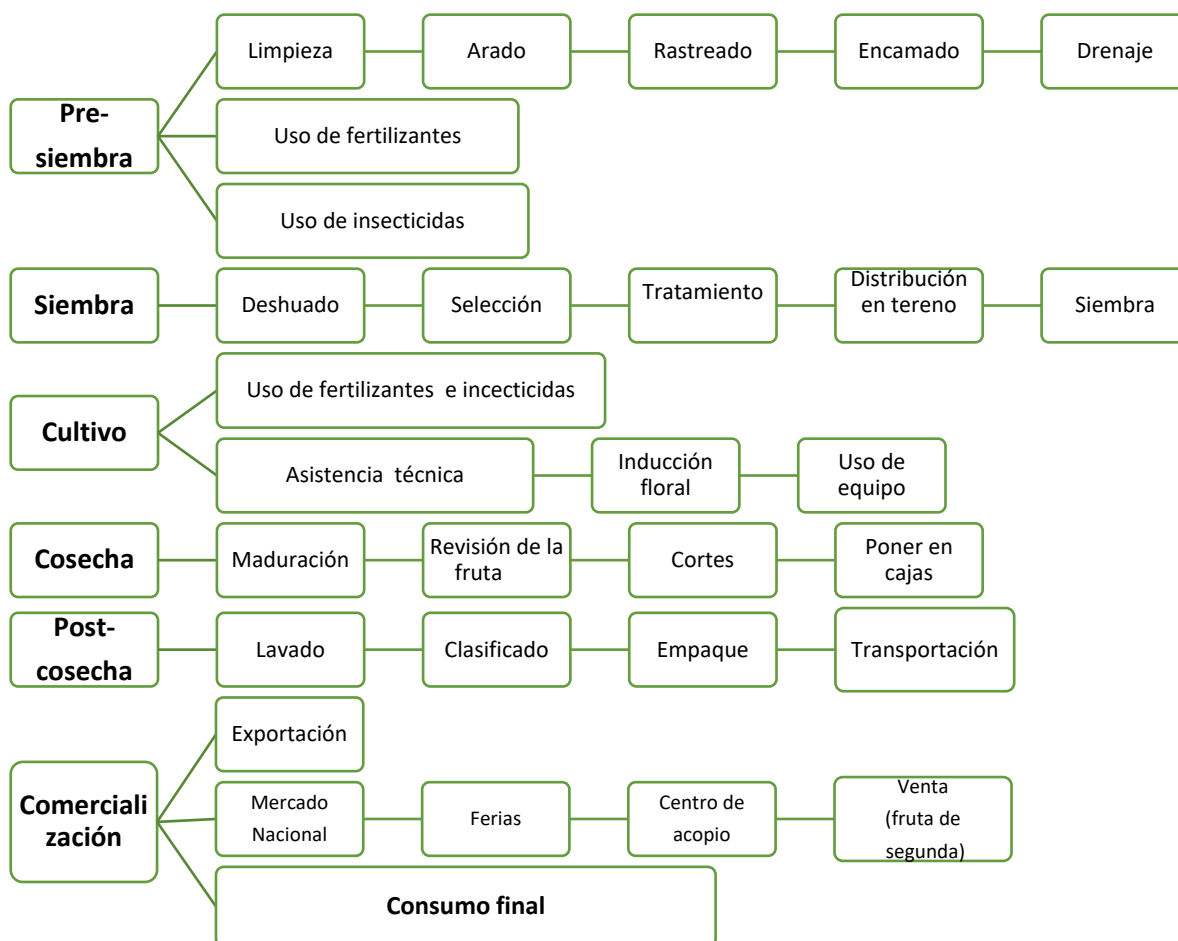 Limpieza
Arado
Rastreado
Encamado
Drenaje
Pre-
siembra
Uso de fertilizantes
Uso de insecticidas
Siembra
Deshuado
Selección
Tratamiento
Distribución
en tereno
Siembra
Cultivo
Uso de fertilizantes e incecticidas
Asistencia técnica
Inducción
floral
Uso de
equipo
Cosecha
Maduración
Revisión de la
fruta
Cortes
Poner en
cajas
Post-
cosecha
Lavado
Clasificado
Empaque
Transportación
Comerciali
zación
Exportación
Mercado
Nacional
Ferias
Centro de
acopio
Venta
(fruta de
segunda)
Consumo final